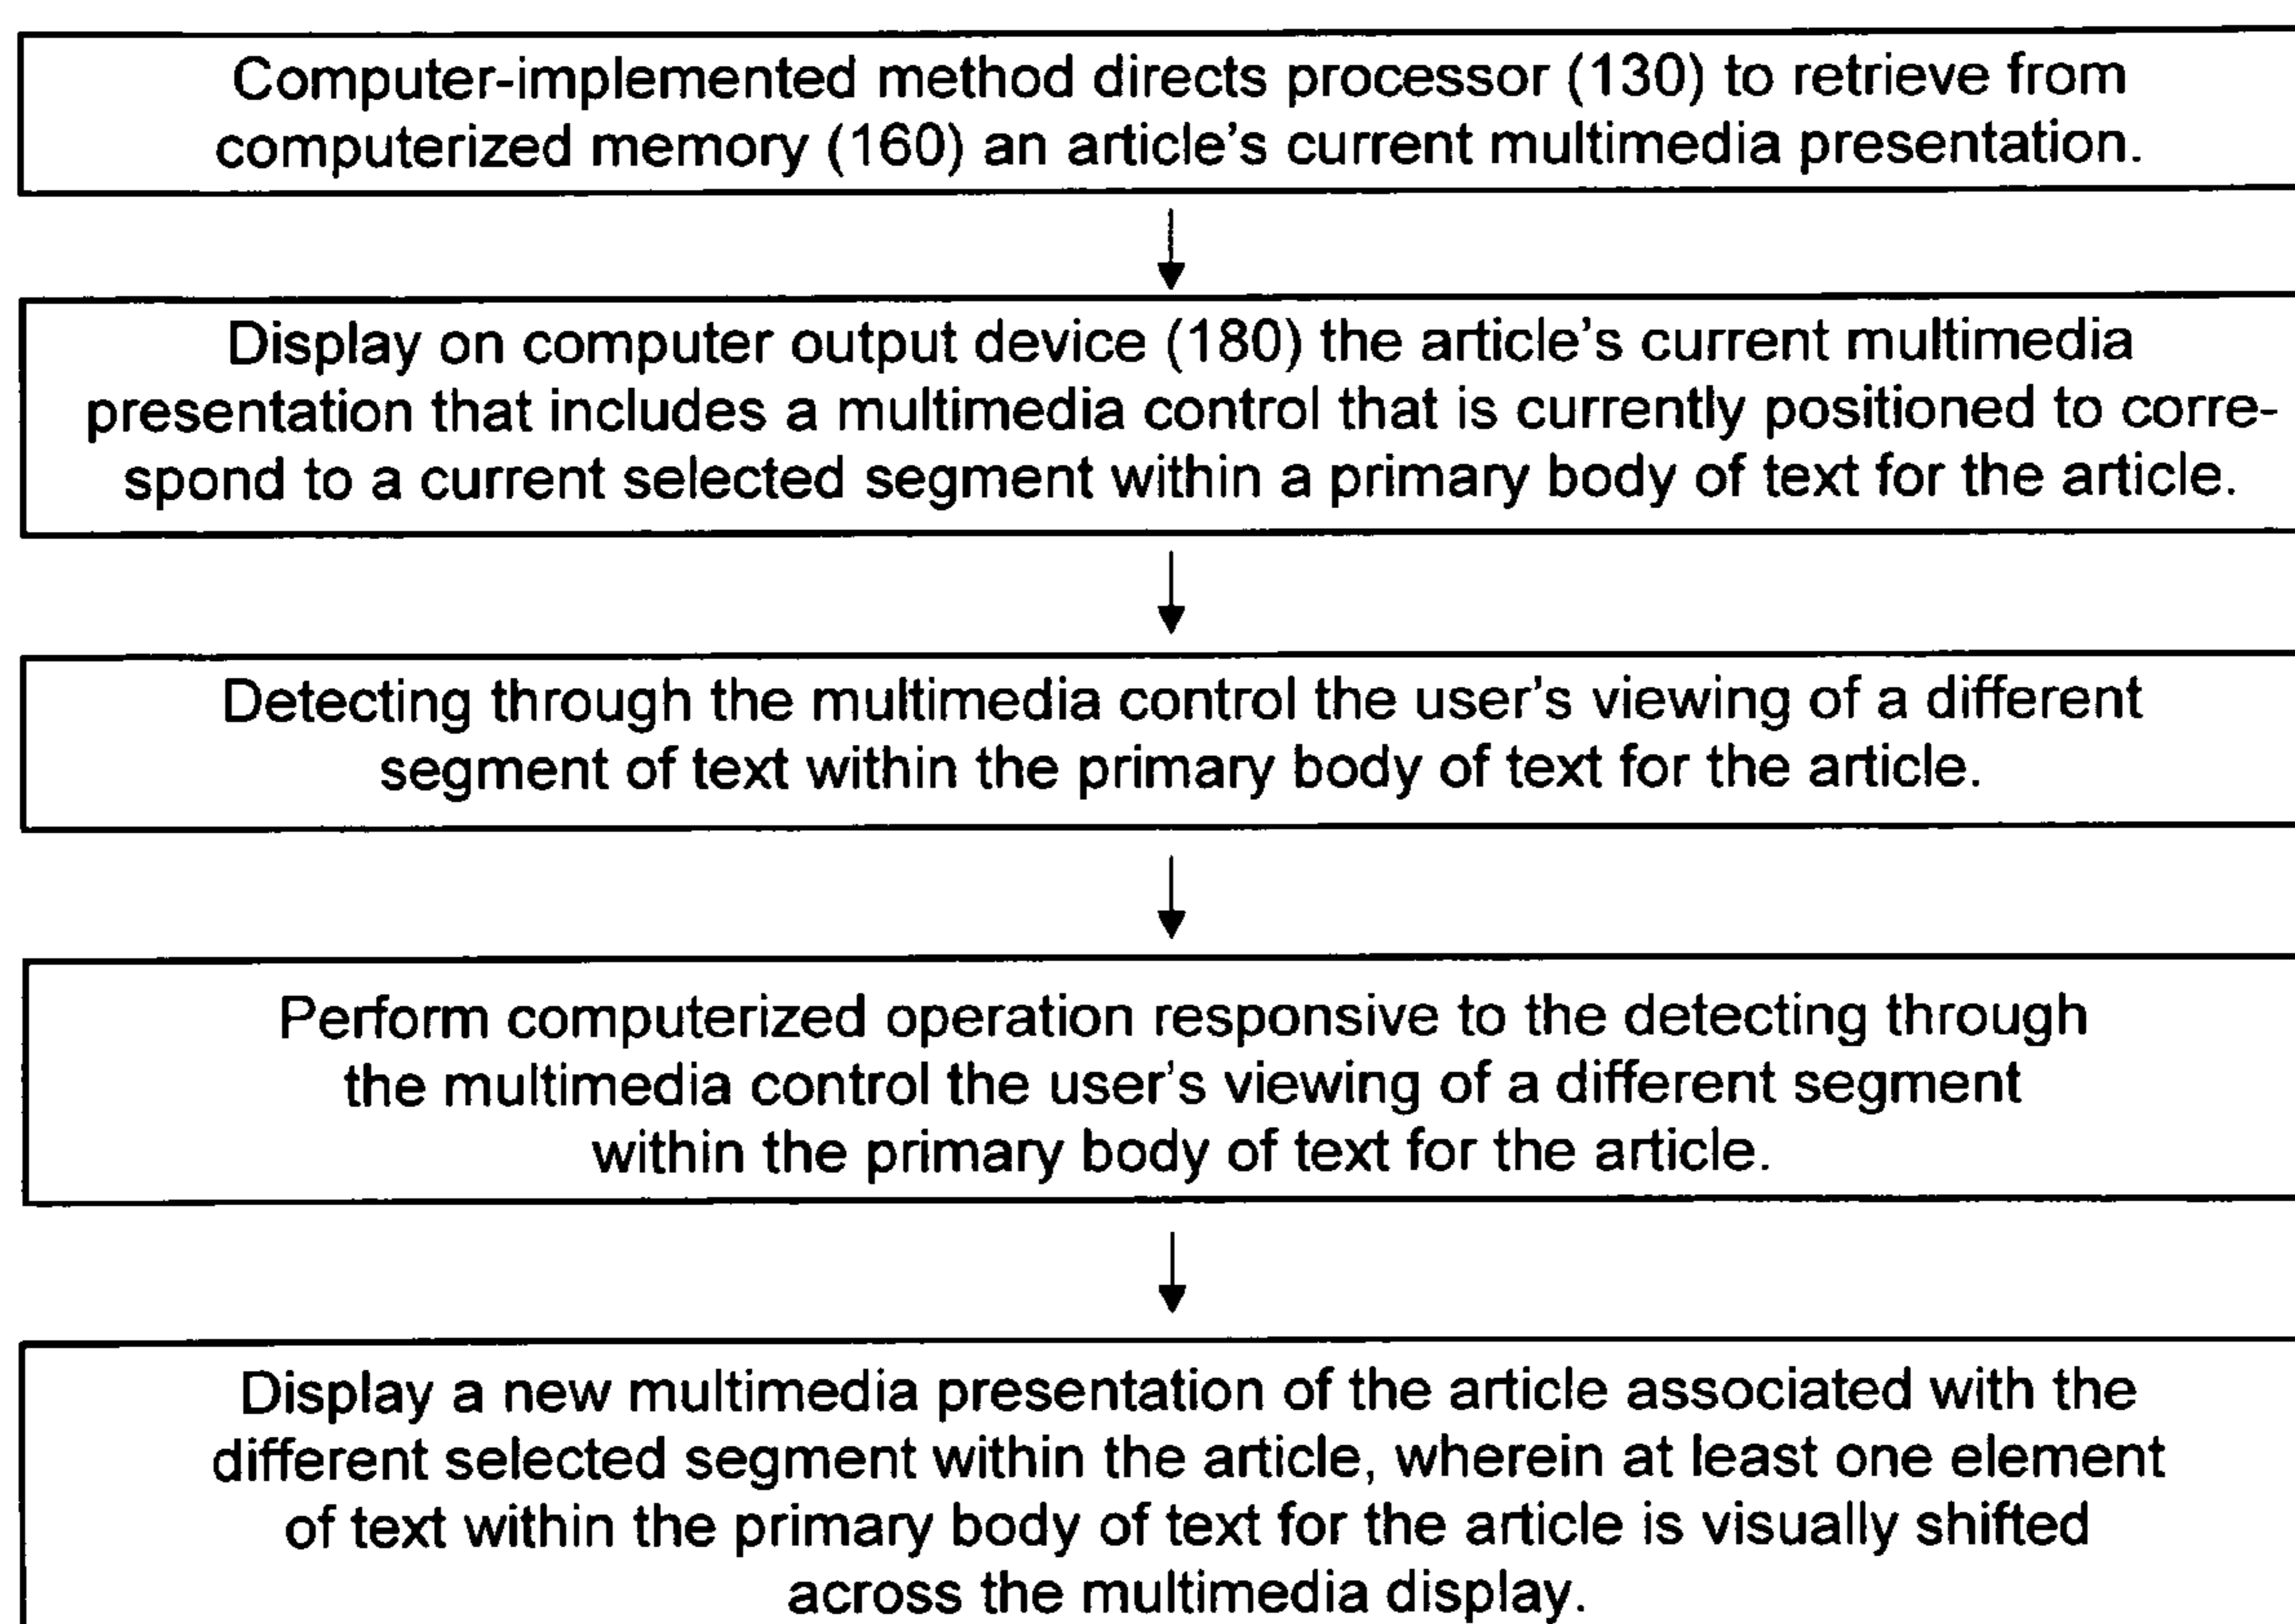 Computer-implemented method directs processor (130) to retrieve from
computerized memory (160) an article's current multimedia presentation.
Display on computer output device (180) the article's current multimedia
presentation that includes a multimedia control that is currently positioned to corre-
spond to a current selected segment within a primary body of text for the article.
Detecting through the multimedia control the user's viewing of a different
segment of text within the primary body of text for the article.
Perform computerized operation responsive to the detecting through
the multimedia control the user's viewing of a different segment
within the primary body of text for the article.
Display a new multimedia presentation of the article associated with the
different selected segment within the article, wherein at least one element
of text within the primary body of text for the article is visually shifted
across the multimedia display.